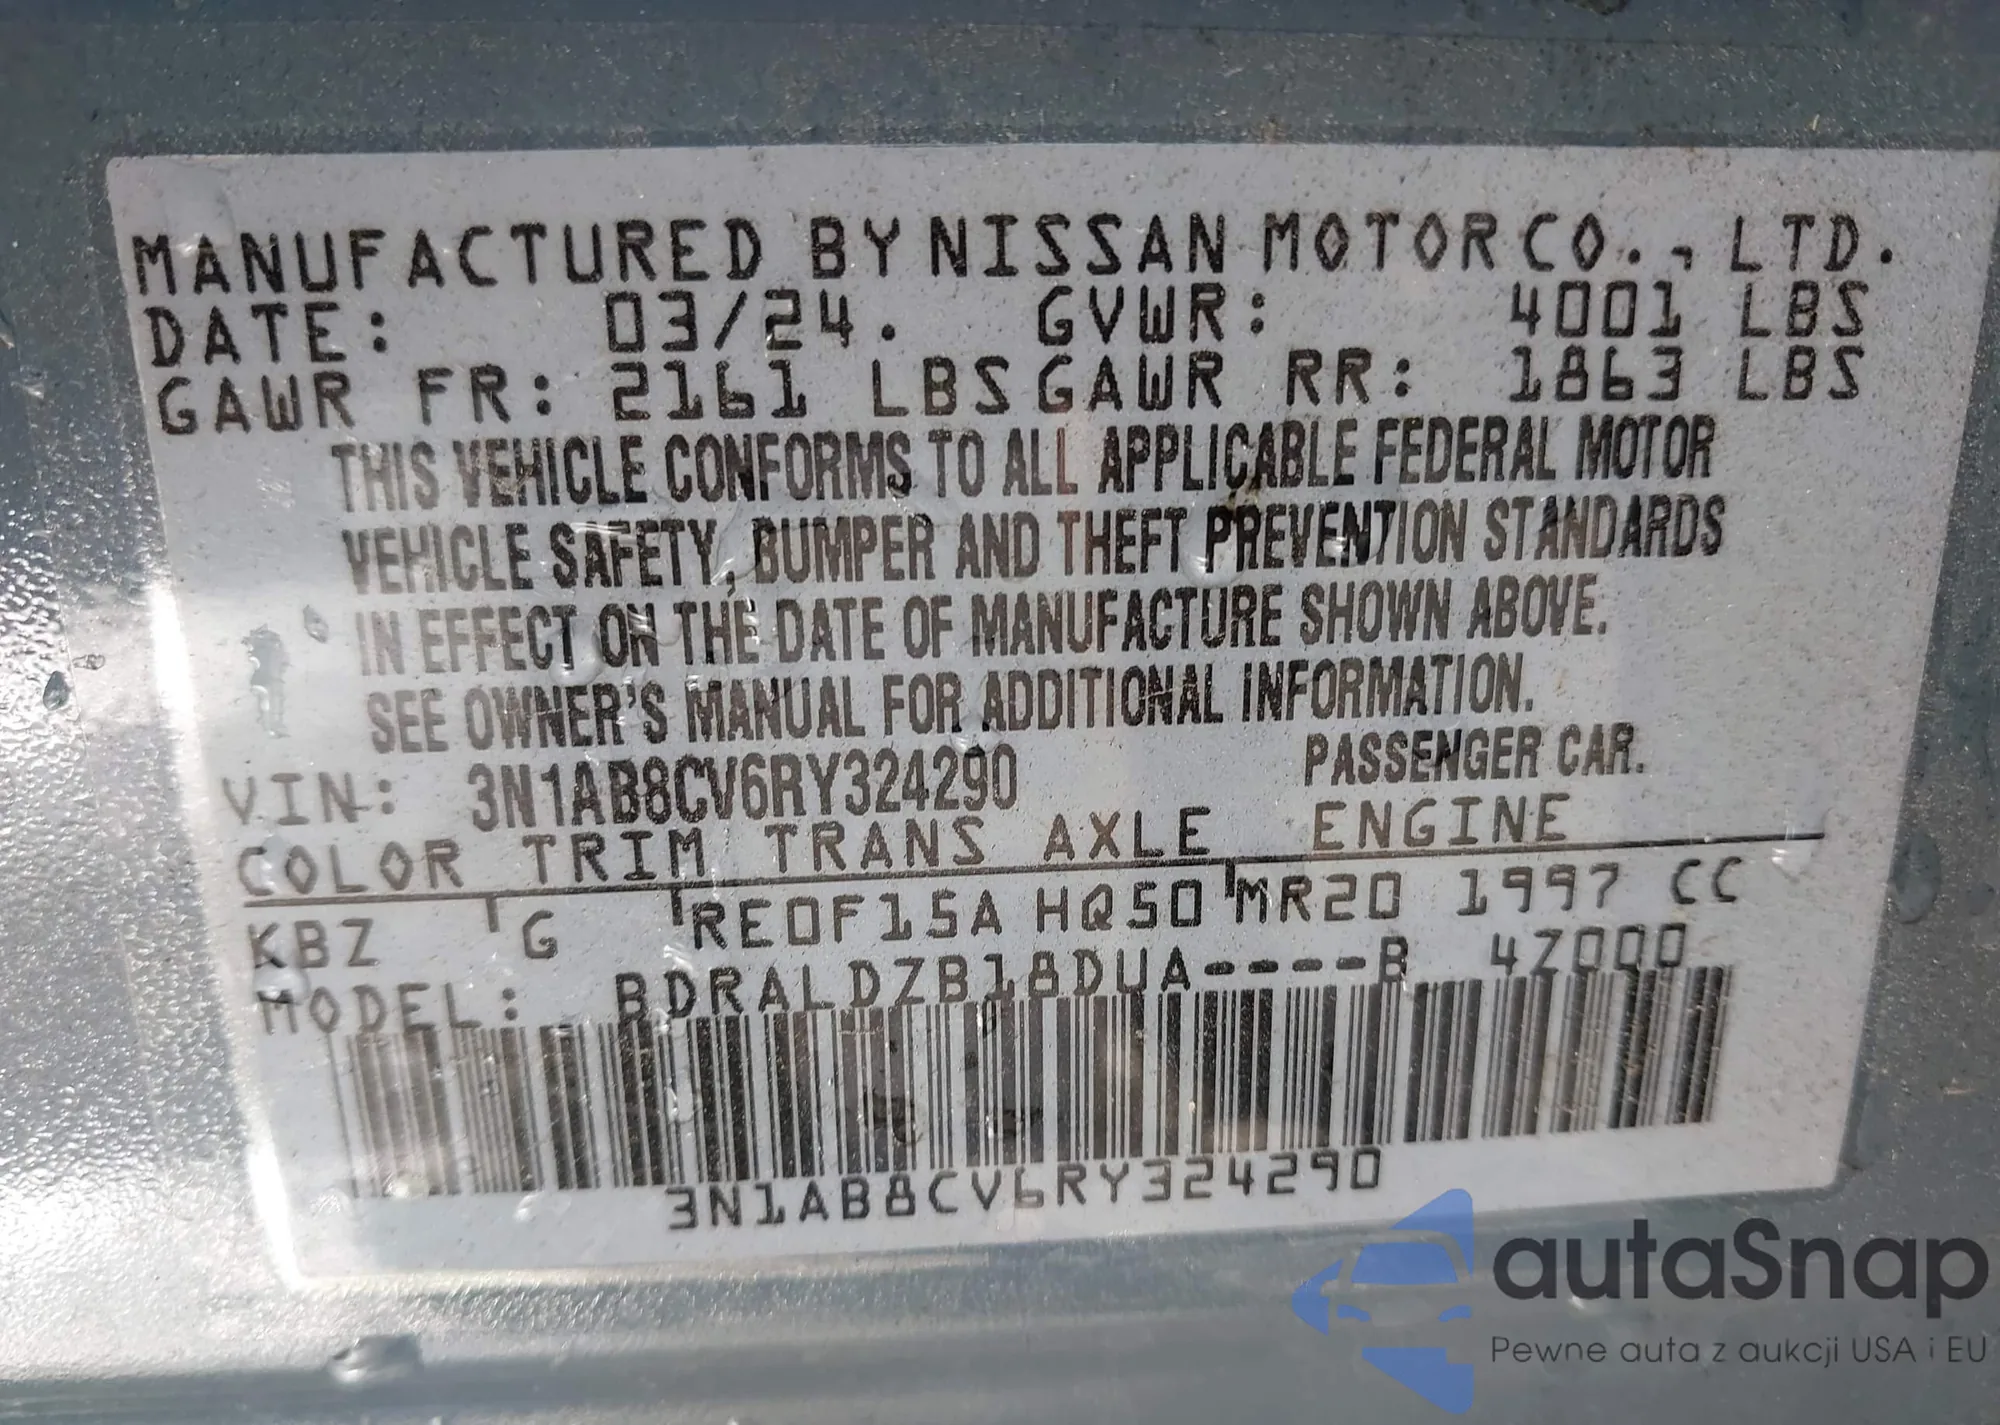 MANUFACTURED BY NISSAN MOTOR CO., LTD.
DATE: 03/24. GVWR: 4001 LBS
GAWR FR: 2161 LBS GAWR RR: 1863 LBS
THIS VEHICLE CONFORMS TO ALL APPLICABLE FEDERAL MOTOR
VEHICLE SAFETY, BUMPER AND THEFT PREVENTION STANDARDS
IN EFFECT ON THE DATE OF MANUFACTURE SHOWN ABOVE.
SEE OWNER'S MANUAL FOR ADDITIONAL INFORMATION.
VIN: 3N1AB8CV6RY324290 PASSENGER CAR.
COLOR TRIM TRANS AXLE ENGINE
KBZ G RE0F15A HQ50 MR20 1997 CC
MODEL: BDRALDZB18DUA----B 4Z000
3N1AB8CV6RY324290
autaSnap
Pewne auta z aukcji USA i EU